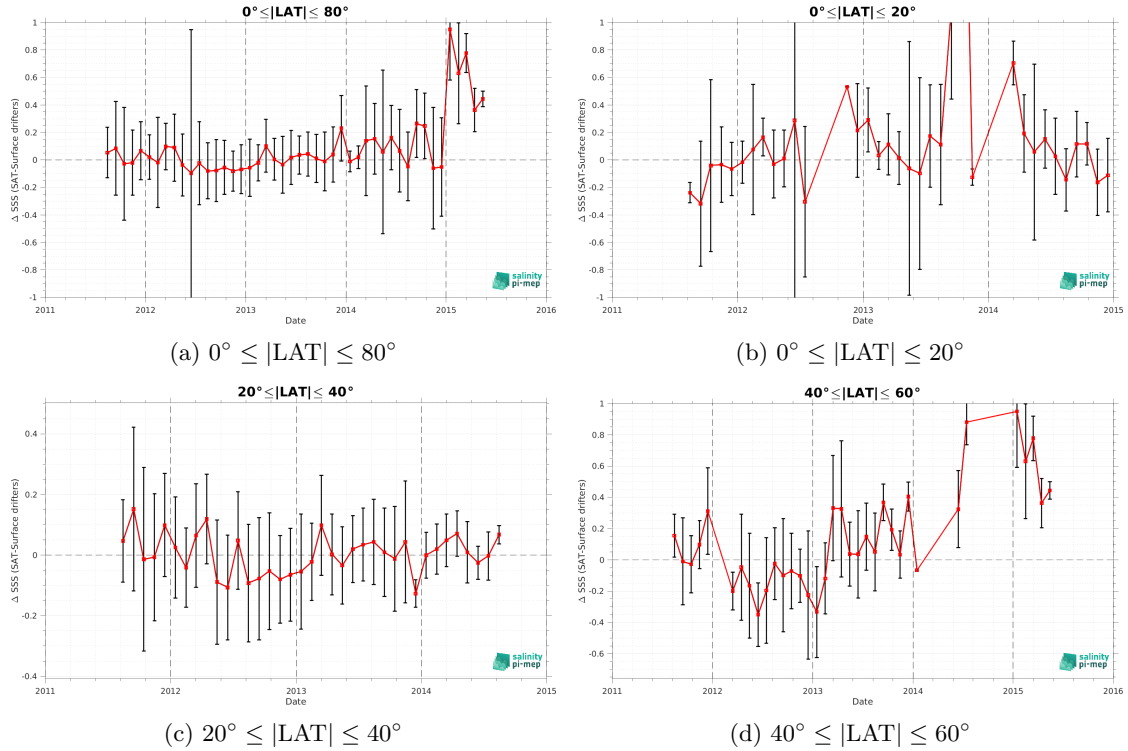 0°≤|LAT|≤ 80°
1
0.8
0.6
0.4
0.2
0
-0.2
-0.4
-0.6
-0.8
-1
Δ SSS (SAT-Surface drifters)
2011
2012
2013
2014
2015
2016
Date
salinity
pi-mep
(a) 0° ≤ |LAT| ≤ 80°
0°≤|LAT|≤ 20°
1
0.8
0.6
0.4
0.2
0
-0.2
-0.4
-0.6
-0.8
-1
Δ SSS (SAT-Surface drifters)
2011
2012
2013
2014
2015
Date
salinity
pi-mep
(b) 0° ≤ |LAT| ≤ 20°
20°≤|LAT|≤ 40°
0.4
0.2
0
-0.2
-0.4
Δ SSS (SAT-Surface drifters)
2011
2012
2013
2014
2015
Date
salinity
pi-mep
(c) 20° ≤ |LAT| ≤ 40°
40°≤|LAT|≤ 60°
1
0.8
0.6
0.4
0.2
0
-0.2
-0.4
-0.6
Δ SSS (SAT-Surface drifters)
2011
2012
2013
2014
2015
2016
Date
salinity
pi-mep
(d) 40° ≤ |LAT| ≤ 60°